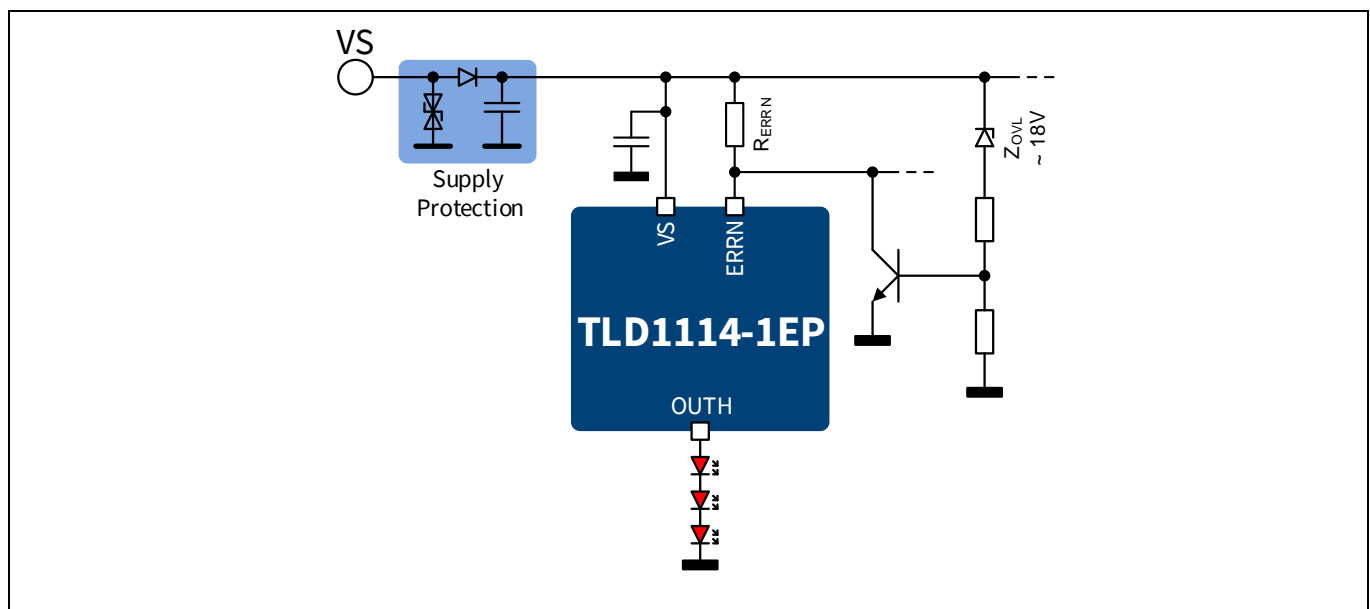 VS
Supply
Protection
RERRN
ZOVL
~ 18V
VS
ERRN
TLD1114-1EP
OUTH